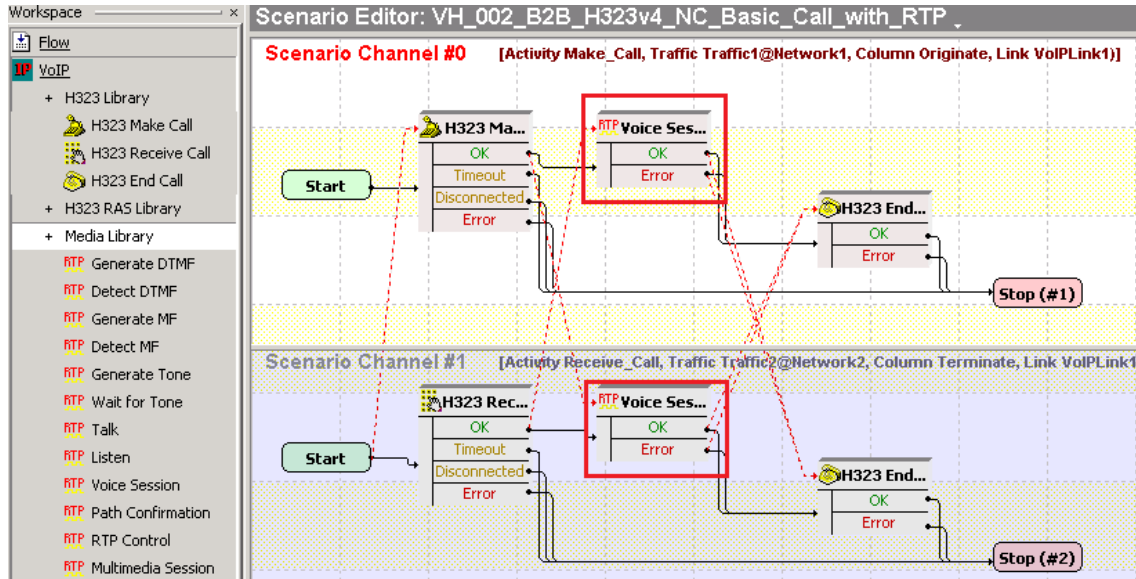 Workspace
Flow
VoIP
+ H323 Library
H323 Make Call
H323 Receive Call
H323 End Call
+ H323 RAS Library
+ Media Library
RTP Generate DTMF
RTP Detect DTMF
RTP Generate MF
RTP Detect MF
RTP Generate Tone
RTP Wait for Tone
RTP Talk
RTP Listen
RTP Voice Session
RTP Path Confirmation
RTP RTP Control
RTP Multimedia Session
Scenario Editor: VH_002_B2B_H323v4_NC_Basic_Call_with_RTP
Scenario Channel #0 [Activity Make_Call, Traffic Traffic1@Network1, Column Originate, Link VoIPLink1)]
Start
H323 Ma...
OK
Timeout
Disconnected
Error
RTP Voice Ses...
OK
Error
H323 End...
OK
Error
Stop (#1)
Scenario Channel #1 [Activity Receive_Call, Traffic Traffic2@Network2, Column Terminate, Link VoIPLink1
Start
H323 Rec...
OK
Timeout
Disconnected
Error
RTP Voice Ses...
OK
Error
H323 End...
OK
Error
Stop (#2)